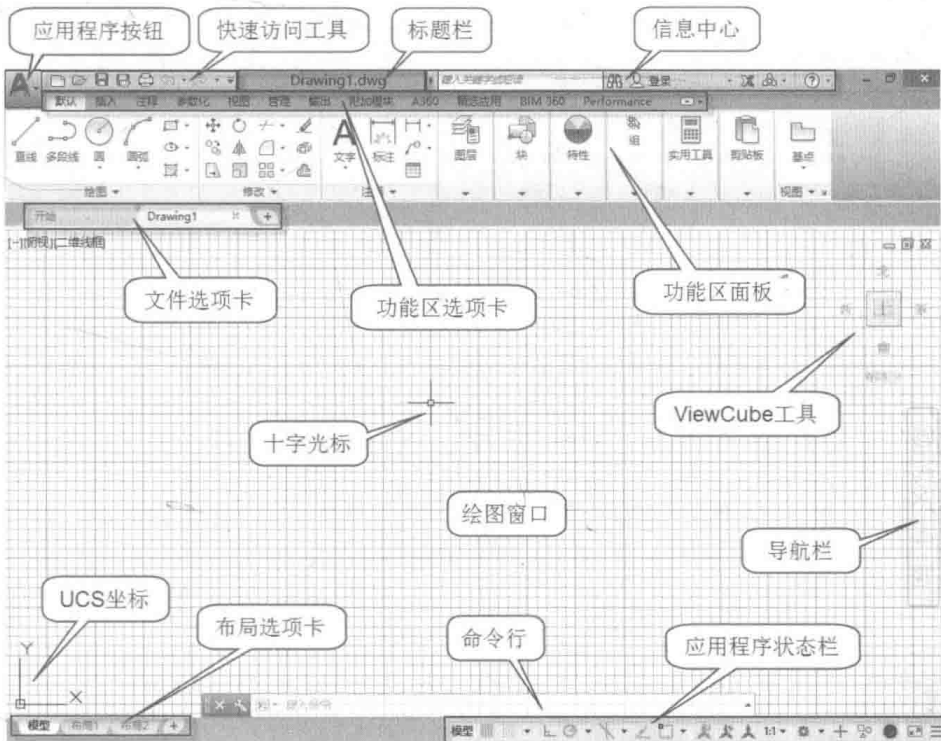 应用程序按钮
快速访问工具
标题栏
信息中心
Drawing1.dwg
键入关键字或短语
登录
默认 插入 注释 参数化 视图 管理 输出 附加模块 A360 精选应用 BIM 360 Performance
直线 多段线 圆 圆弧
文字 标注
图层 块 特性 组 实用工具 剪贴板 基点
绘图 修改 注释 视图
开始 Drawing1 +
[-][俯视][二维线框]
文件选项卡
功能区选项卡
功能区面板
北
上
南
ViewCube工具
十字光标
绘图窗口
导航栏
UCS坐标
布局选项卡
命令行
应用程序状态栏
Y
X
键入命令
模型 布局1 布局2 +
模型
1:1